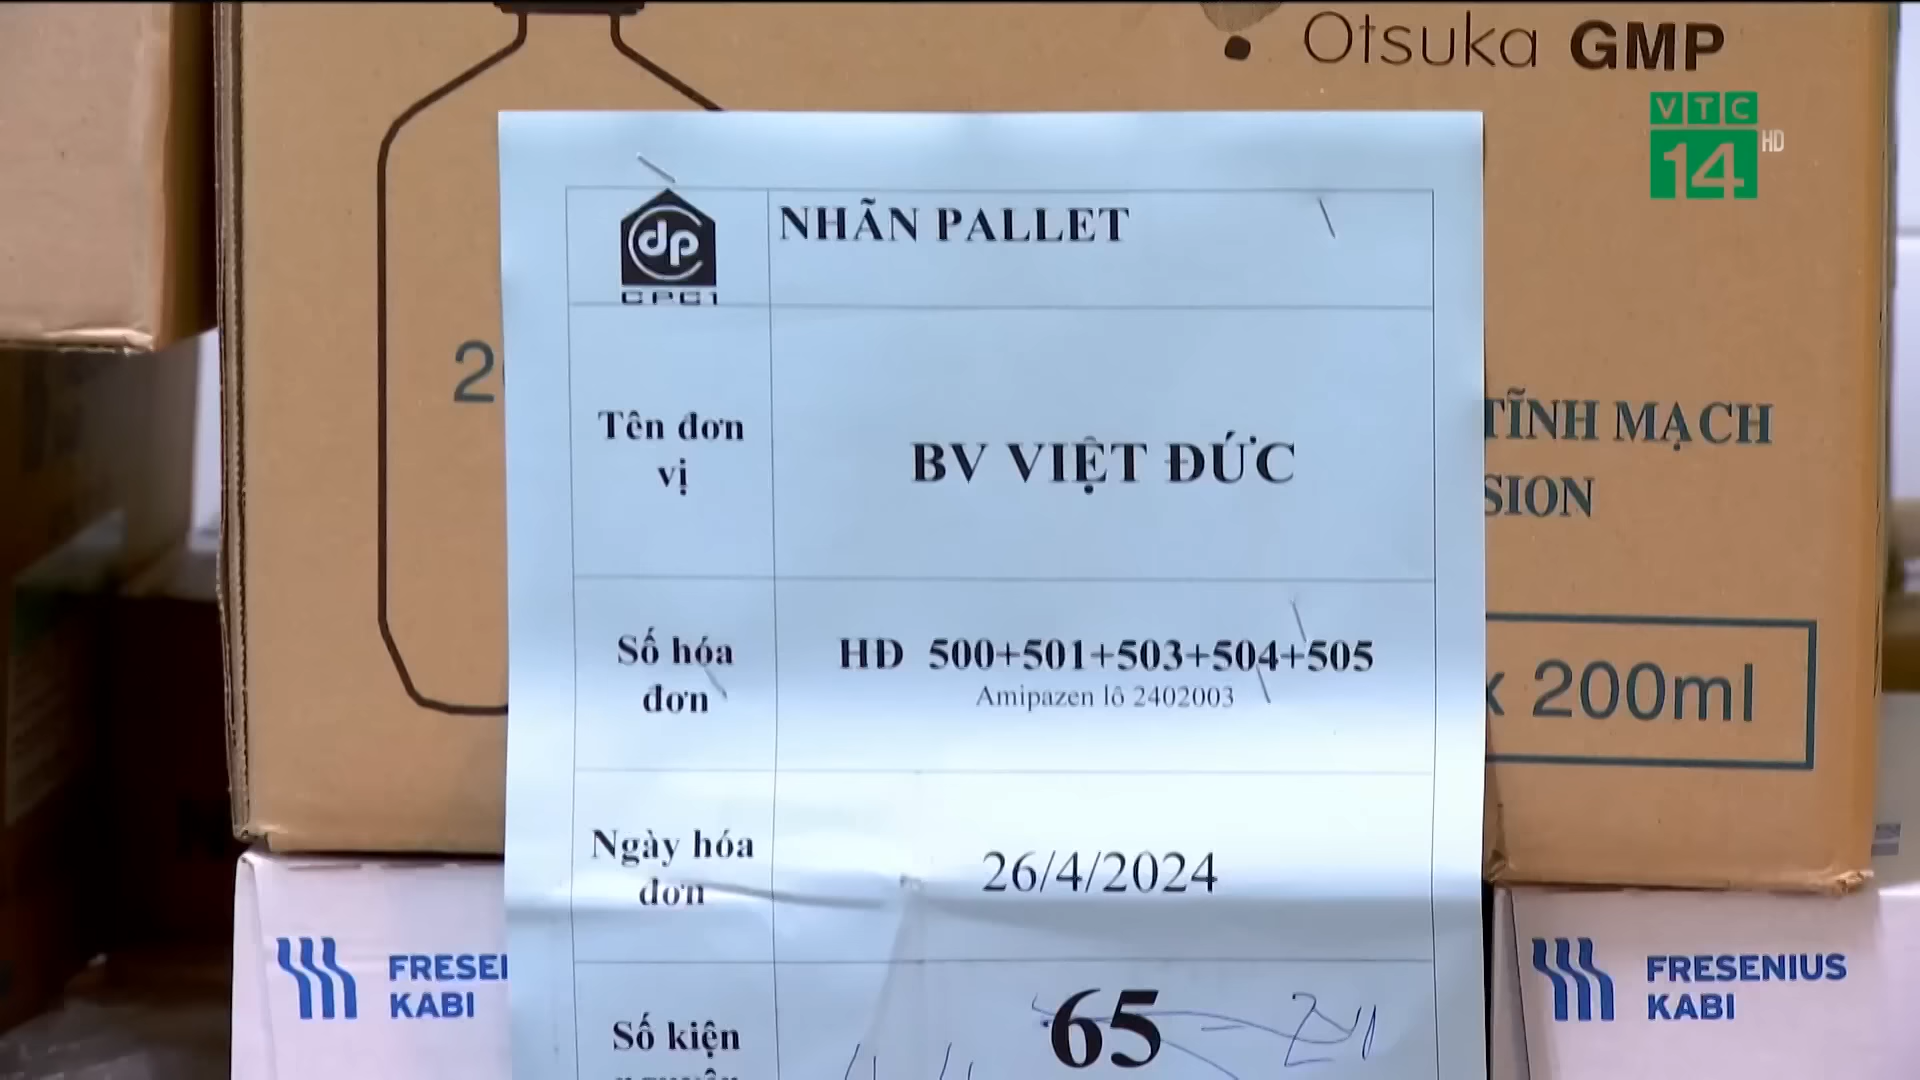 Otsuka GMP
VTC
14 HD
CPC1
NHÃN PALLET
Tên đơn
vị
BV VIỆT ĐỨC
2
TĨNH MẠCH
SION
Số hóa
đơn
HĐ 500+501+503+504+505
Amipazen lô 2402003
x 200ml
Ngày hóa
đơn
26/4/2024
FRESENIUS
KABI
Số kiện
65
FRESENIUS
KABI